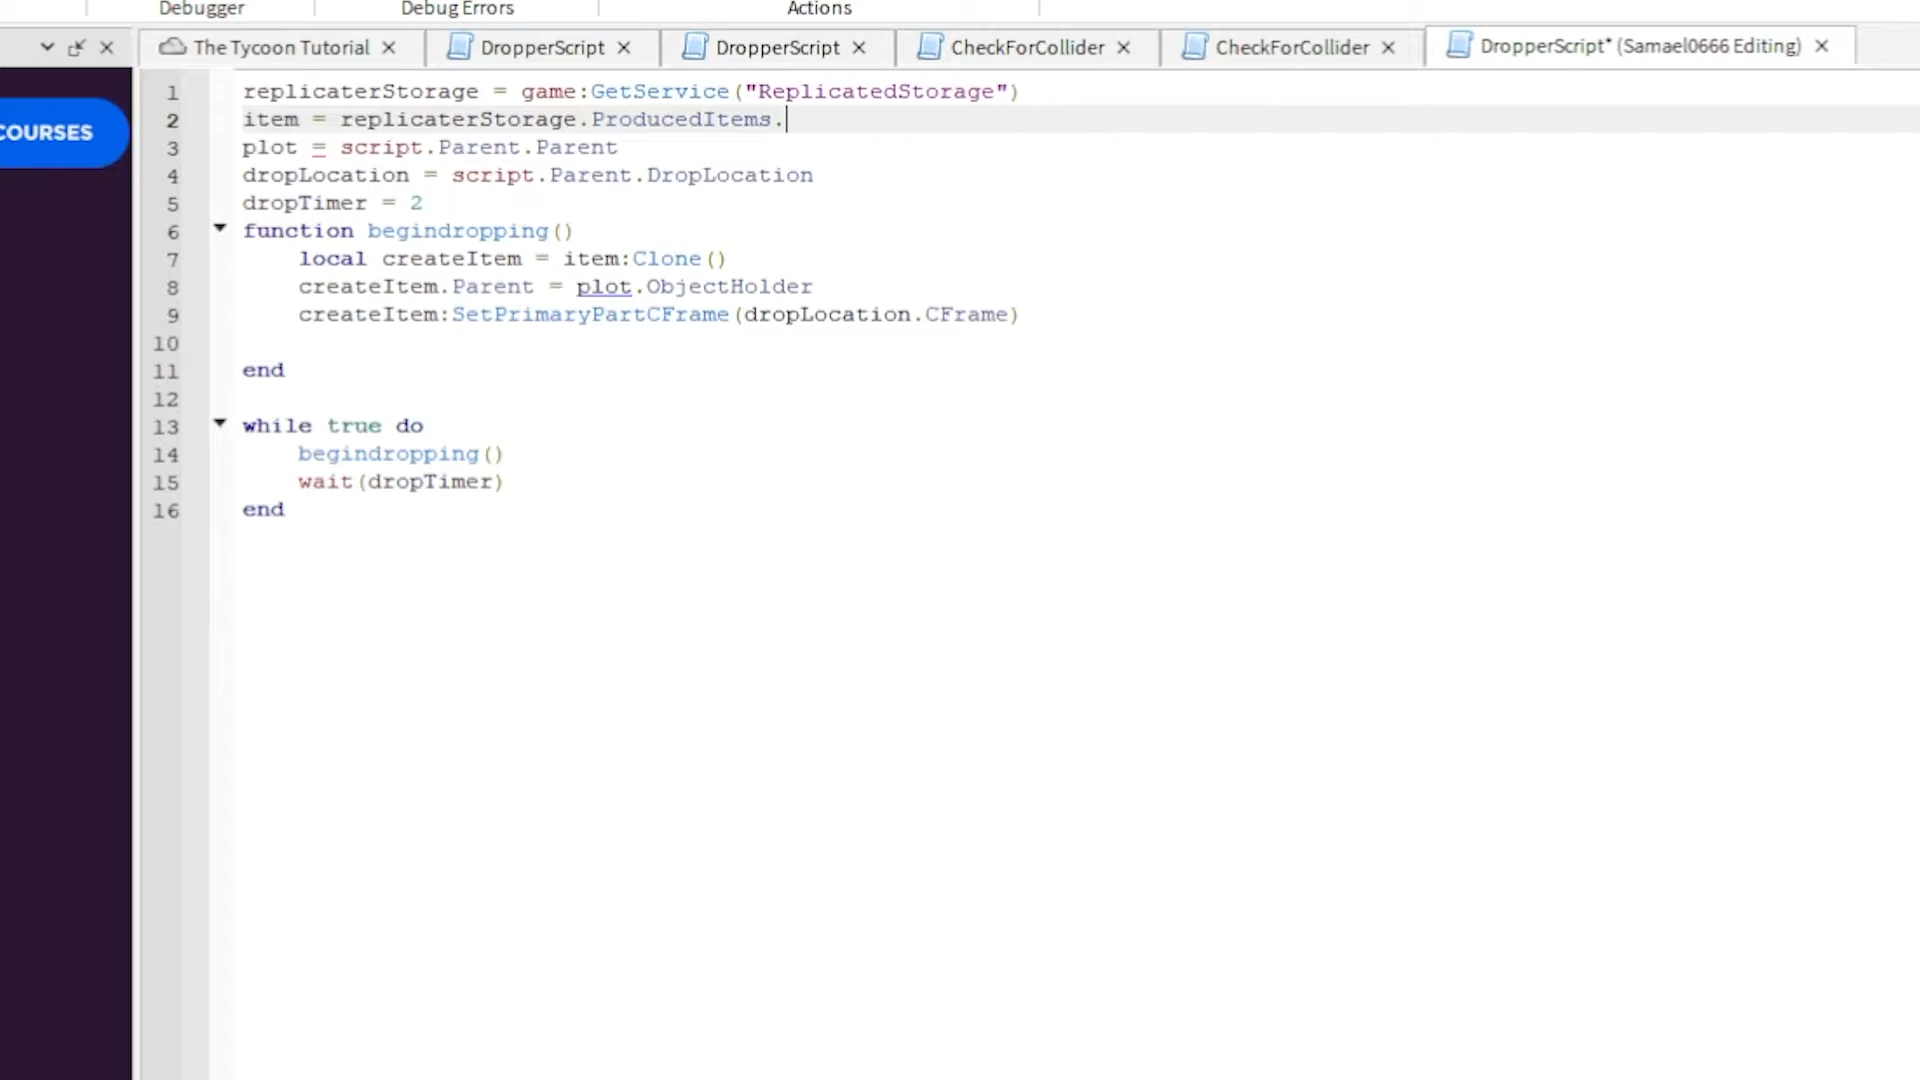 Debugger Debug Errors Actions
The Tycoon Tutorial DropperScript DropperScript CheckForCollider CheckForCollider DropperScript* (Samael0666 Editing)
COURSES
1 replicaterStorage = game:GetService("ReplicatedStorage")
2 item = replicaterStorage.ProducedItems.
3 plot = script.Parent.Parent
4 dropLocation = script.Parent.DropLocation
5 dropTimer = 2
6 function begindropping()
7 local createItem = item:Clone()
8 createItem.Parent = plot.ObjectHolder
9 createItem:SetPrimaryPartCFrame(dropLocation.CFrame)
10
11 end
12
13 while true do
14 begindropping()
15 wait(dropTimer)
16 end